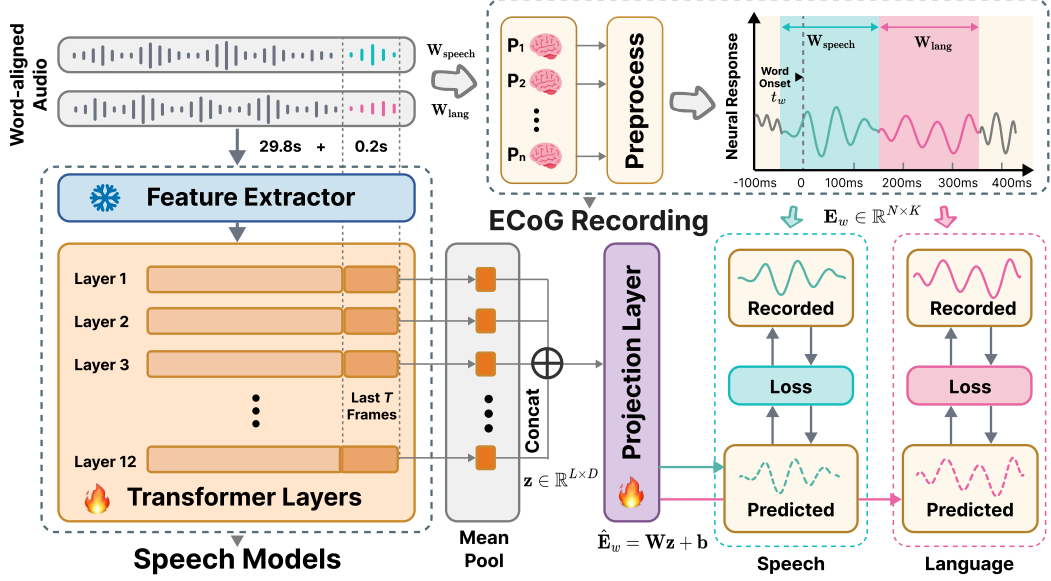 Word-aligned
Audio
W_speech
W_lang
29.8s + 0.2s
Feature Extractor
Layer 1
Layer 2
Layer 3
Last T
Frames
Layer 12
Transformer Layers
Speech Models
Mean
Pool
Concat
z ∈ ℝ^{L×D}
P₁
P₂
Pₙ
Preprocess
ECoG Recording
Neural Response
W_speech
W_lang
Word
Onset
t_w
-100ms 0 100ms 200ms 300ms 400ms
E_w ∈ ℝ^{N×K}
Projection Layer
Ê_w = Wz + b
Recorded
Loss
Predicted
Speech
Recorded
Loss
Predicted
Language